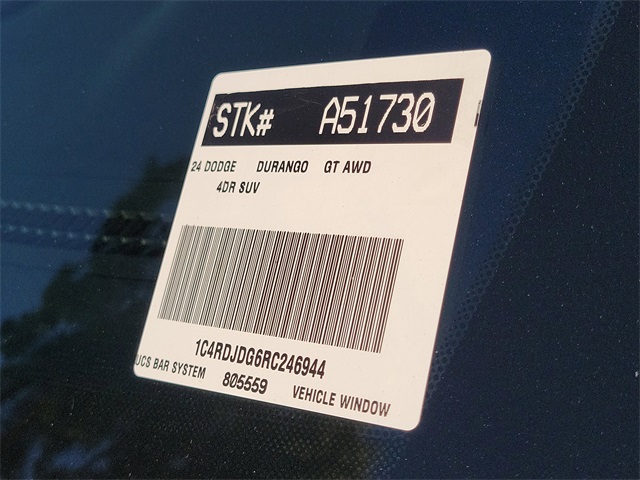 STK# A51730
24 DODGE DURANGO GT AWD
4DR SUV
1C4RDJDG6RC246944
UCS BAR SYSTEM 805559 VEHICLE WINDOW